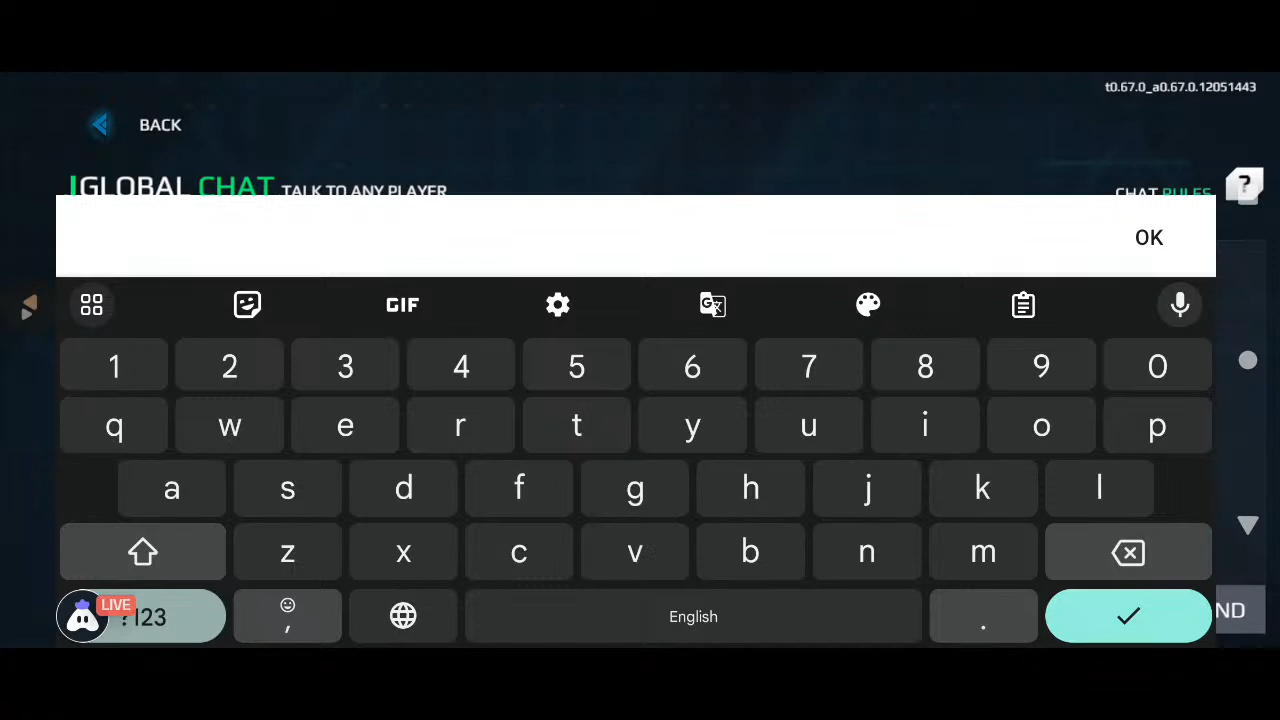 t0.67.0_a0.67.0.12051443
BACK
GLOBAL CHAT TALK TO ANY PLAYER
CHAT RULES ?
OK
GIF
1 2 3 4 5 6 7 8 9 0
q w e r t y u i o p
a s d f g h j k l
z x c v b n m
LIVE
?123 , English .
ND